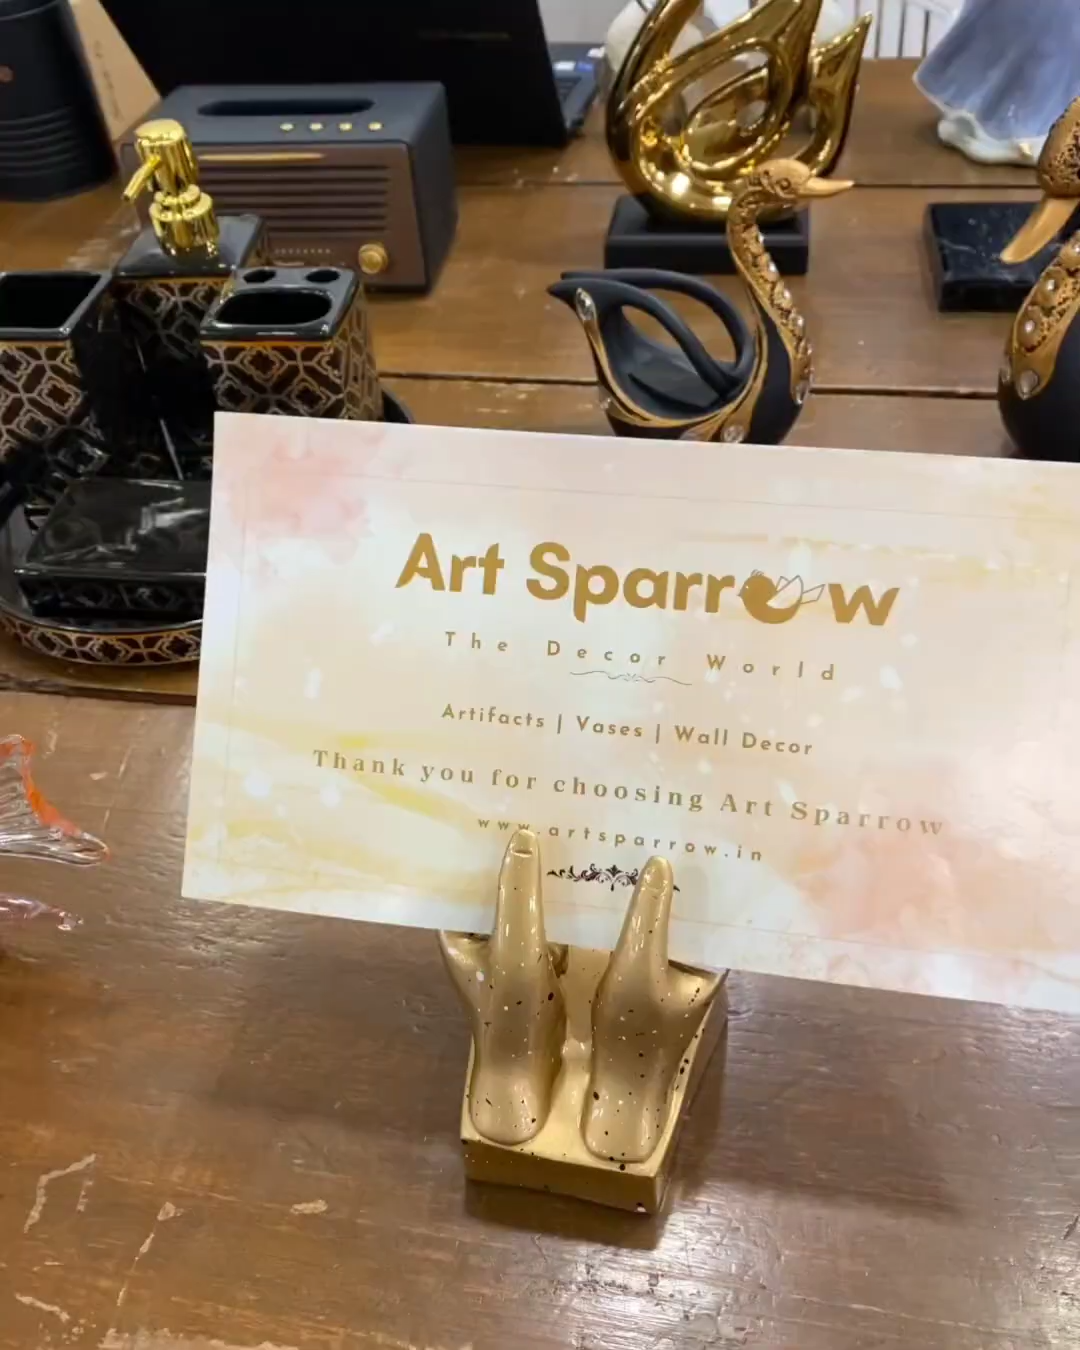 Art Sparrow
The Decor World
Artifacts | Vases | Wall Decor
Thank you for choosing Art Sparrow
www.artsparrow.in